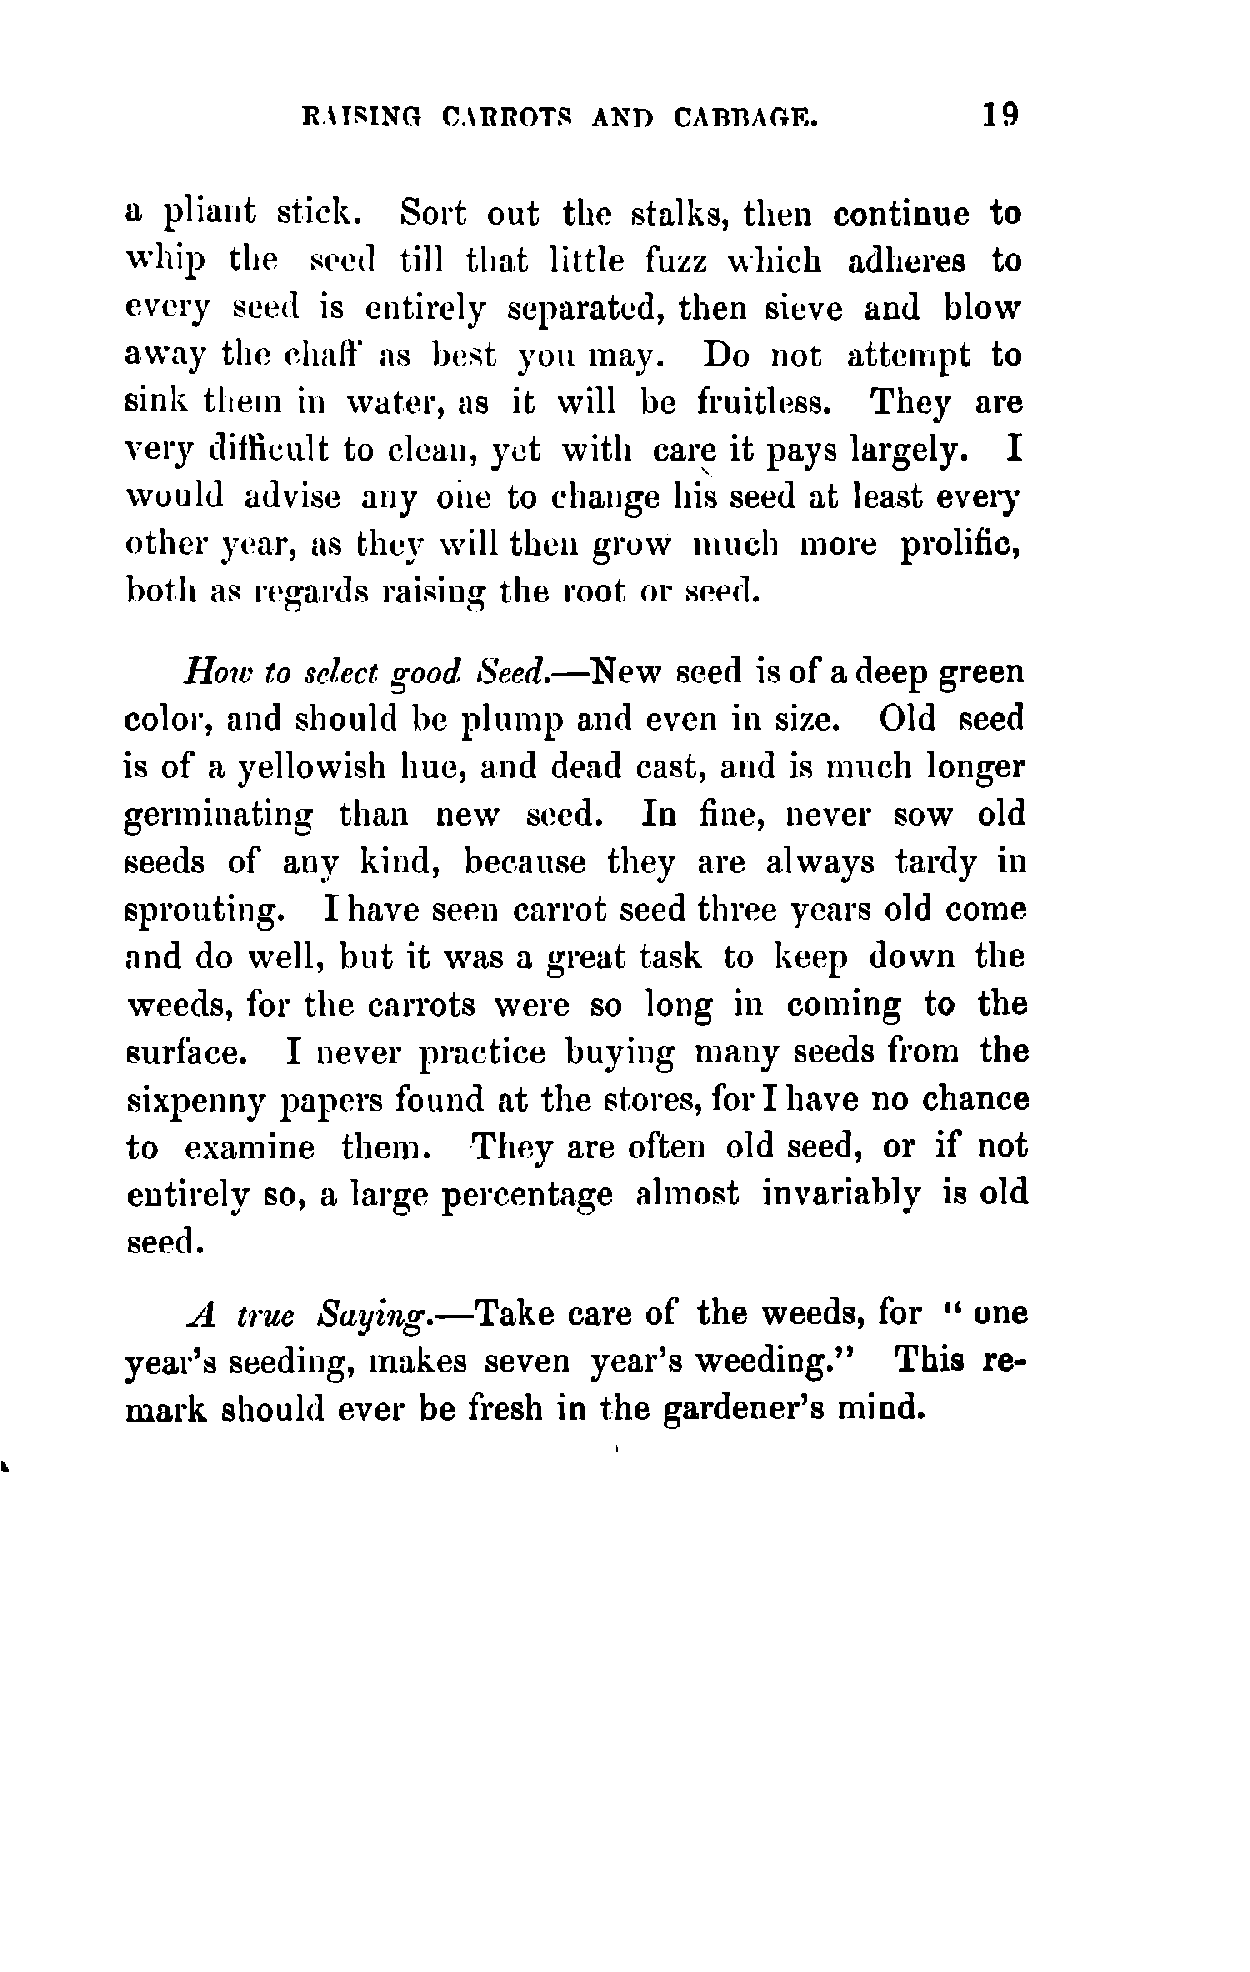 RAISING CARROTS AND CABBAGE. 19
a pliant stick. Sort out the stalks, then continue to
whip the seed till that little fuzz which adheres to
every seed is entirely separated, then sieve and blow
away the chaff as best you may. Do not attempt to
sink them in water, as it will be fruitless. They are
very difficult to clean, yet with care it pays largely. I
would advise any one to change his seed at least every
other year, as they will then grow much more prolific,
both as regards raising the root or seed.
How to select good Seed.—New seed is of a deep green
color, and should be plump and even in size. Old seed
is of a yellowish hue, and dead cast, and is much longer
germinating than new seed. In fine, never sow old
seeds of any kind, because they are always tardy in
sprouting. I have seen carrot seed three years old come
and do well, but it was a great task to keep down the
weeds, for the carrots were so long in coming to the
surface. I never practice buying many seeds from the
sixpenny papers found at the stores, for I have no chance
to examine them. They are often old seed, or if not
entirely so, a large percentage almost invariably is old
seed.
A true Saying.—Take care of the weeds, for " one
year's seeding, makes seven year's weeding." This re-
mark should ever be fresh in the gardener's mind.